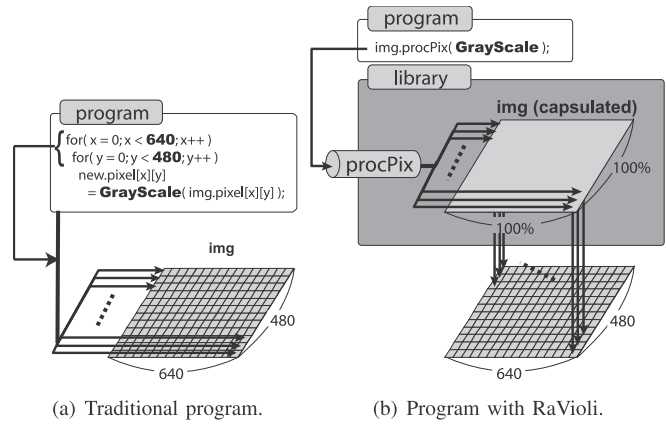 program
for( x = 0; x < 640; x++ )
for( y = 0; y < 480; y++ )
new.pixel[x][y]
= GrayScale( img.pixel[x][y] );
img
480
640
(a) Traditional program.
program
img.procPix( GrayScale );
library
img (capsulated)
procPix
100%
100%
480
640
(b) Program with RaVioli.